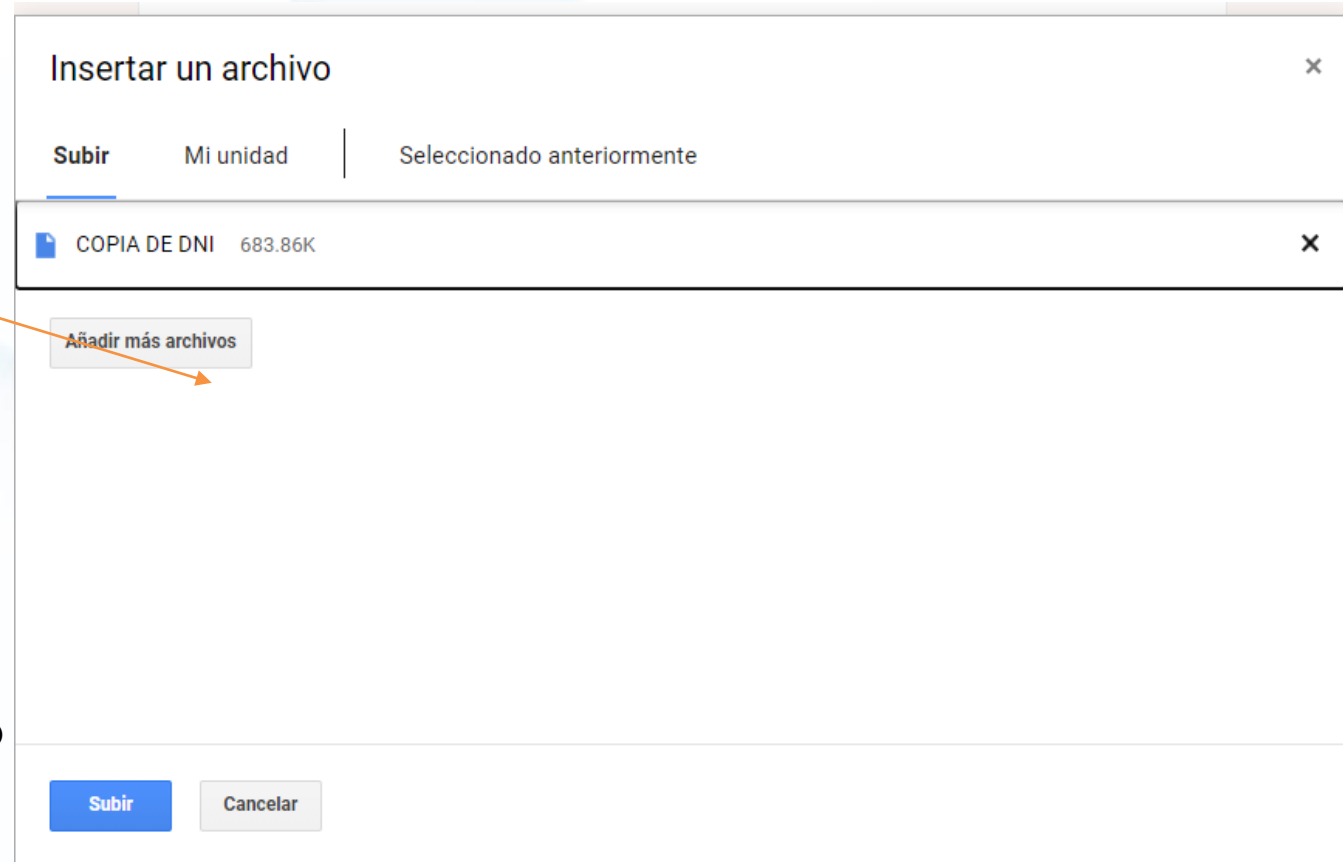 Insertar un archivo ×
Subir Mi unidad Seleccionado anteriormente
COPIA DE DNI 683.86K ×
Añadir más archivos
Subir Cancelar